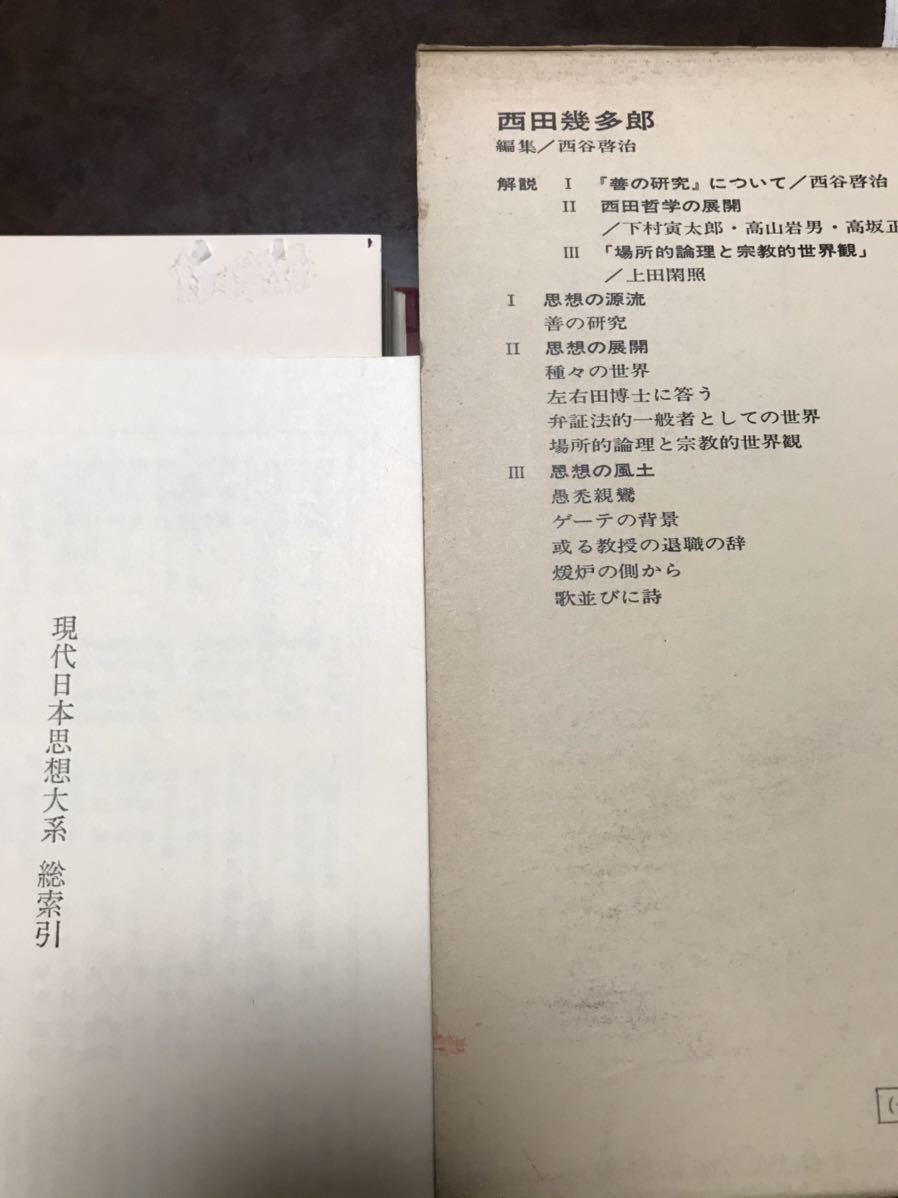 西田幾多郎
編集／西谷啓治
解説 Ⅰ 『善の研究』について／西谷啓治
Ⅱ 西田哲学の展開
／下村寅太郎・高山岩男・高坂正
Ⅲ 「場所的論理と宗教的世界観」
／上田閑照
Ⅰ 思想の源流
善の研究
Ⅱ 思想の展開
種々の世界
左右田博士に答う
弁証法的一般者としての世界
場所的論理と宗教的世界観
Ⅲ 思想の風土
愚禿親鸞
ゲーテの背景
或る教授の退職の辞
煖炉の側から
歌並びに詩
現代日本思想大系 総索引